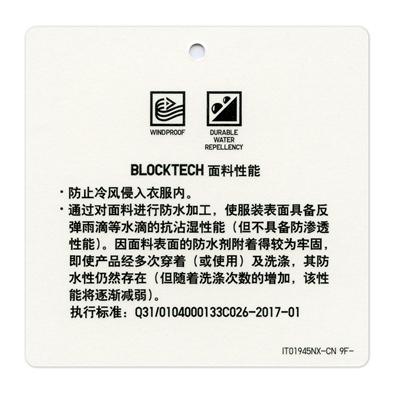 WINDPROOF
DURABLE
WATER
REPELLENCY
BLOCKTECH 面料性能
·防止冷风侵入衣服内。
·通过对面料进行防水加工，使服装表面具备反
弹雨滴等水滴的抗沾湿性能（但不具备防渗透
性能）。因面料表面的防水剂附着得较为牢固，
即使产品经多次穿着（或使用）及洗涤，其防
水性仍然存在（但随着洗涤次数的增加，该性
能将逐渐减弱）。
执行标准：Q31/0104000133C026-2017-01
IT01945NX-CN 9F-